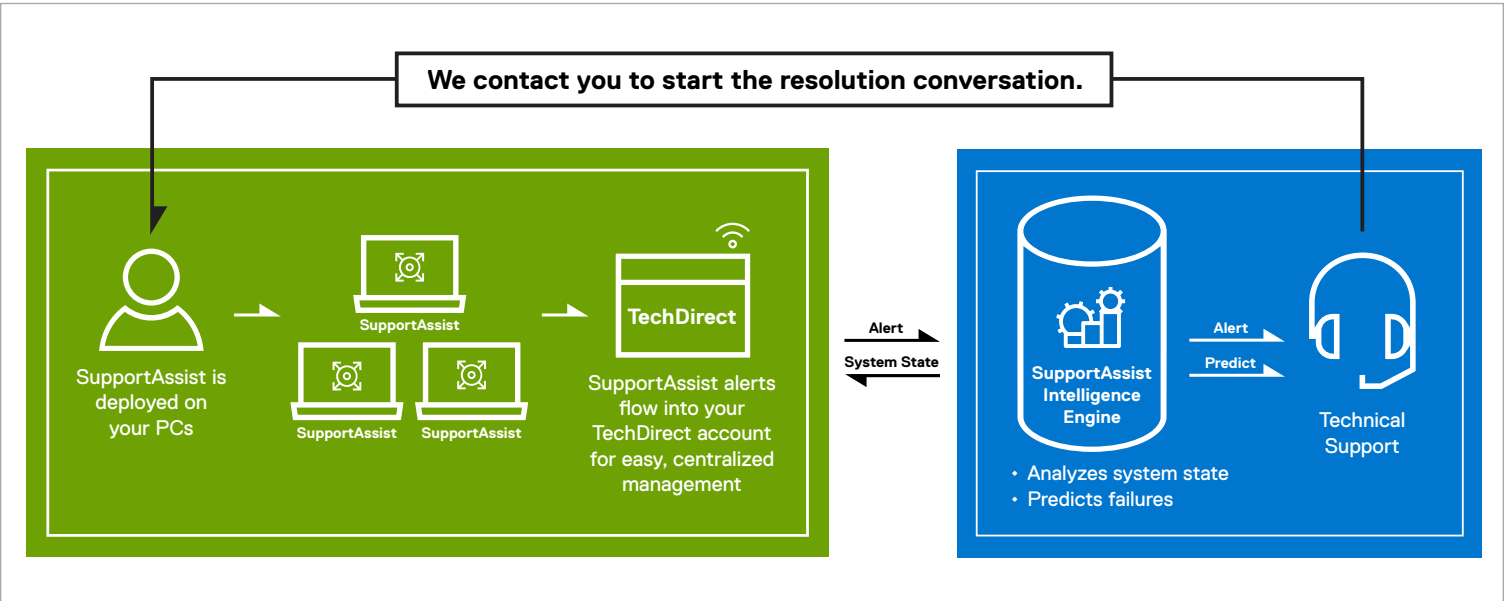 We contact you to start the resolution conversation.
SupportAssist is
deployed on
your PCs
SupportAssist
SupportAssist
SupportAssist
TechDirect
SupportAssist alerts
flow into your
TechDirect account
for easy, centralized
management
Alert
System State
SupportAssist
Intelligence
Engine
• Analyzes system state
• Predicts failures
Alert
Predict
Technical
Support